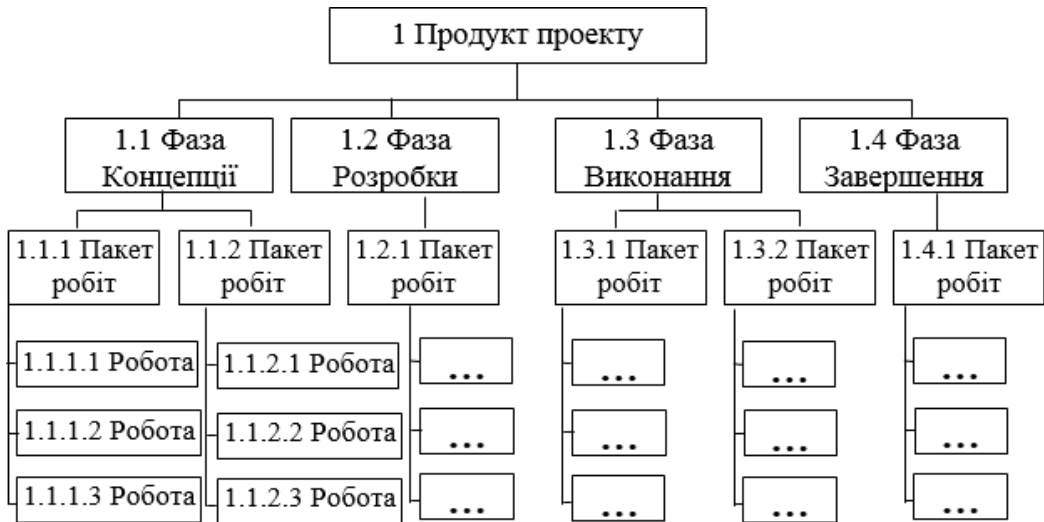 1 Продукт проекту
1.1 Фаза
Концепції
1.2 Фаза
Розробки
1.3 Фаза
Виконання
1.4 Фаза
Завершення
1.1.1 Пакет
робіт
1.1.2 Пакет
робіт
1.2.1 Пакет
робіт
1.3.1 Пакет
робіт
1.3.2 Пакет
робіт
1.4.1 Пакет
робіт
1.1.1.1 Робота
1.1.2.1 Робота
...
...
...
...
1.1.1.2 Робота
1.1.2.2 Робота
...
...
...
...
1.1.1.3 Робота
1.1.2.3 Робота
...
...
...
...